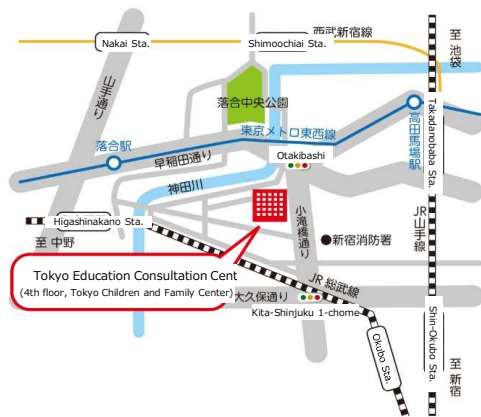 Nakai Sta.
Shimoochiai Sta.
西武新宿線
至 池袋
山手通り
落合中央公園
Takadanobaba Sta.
高田馬場駅
東京メトロ東西線
落合駅
早稲田通り
Otakibashi
神田川
Higashinakano Sta.
至 中野
小滝橋通り
新宿消防署
JR山手線
Tokyo Education Consultation Cent
(4th floor, Tokyo Children and Family Center)
JR 総武線
大久保通り
Kita-Shinjuku 1-chome
Okubo Sta.
Shin-Okubo Sta.
至 新宿